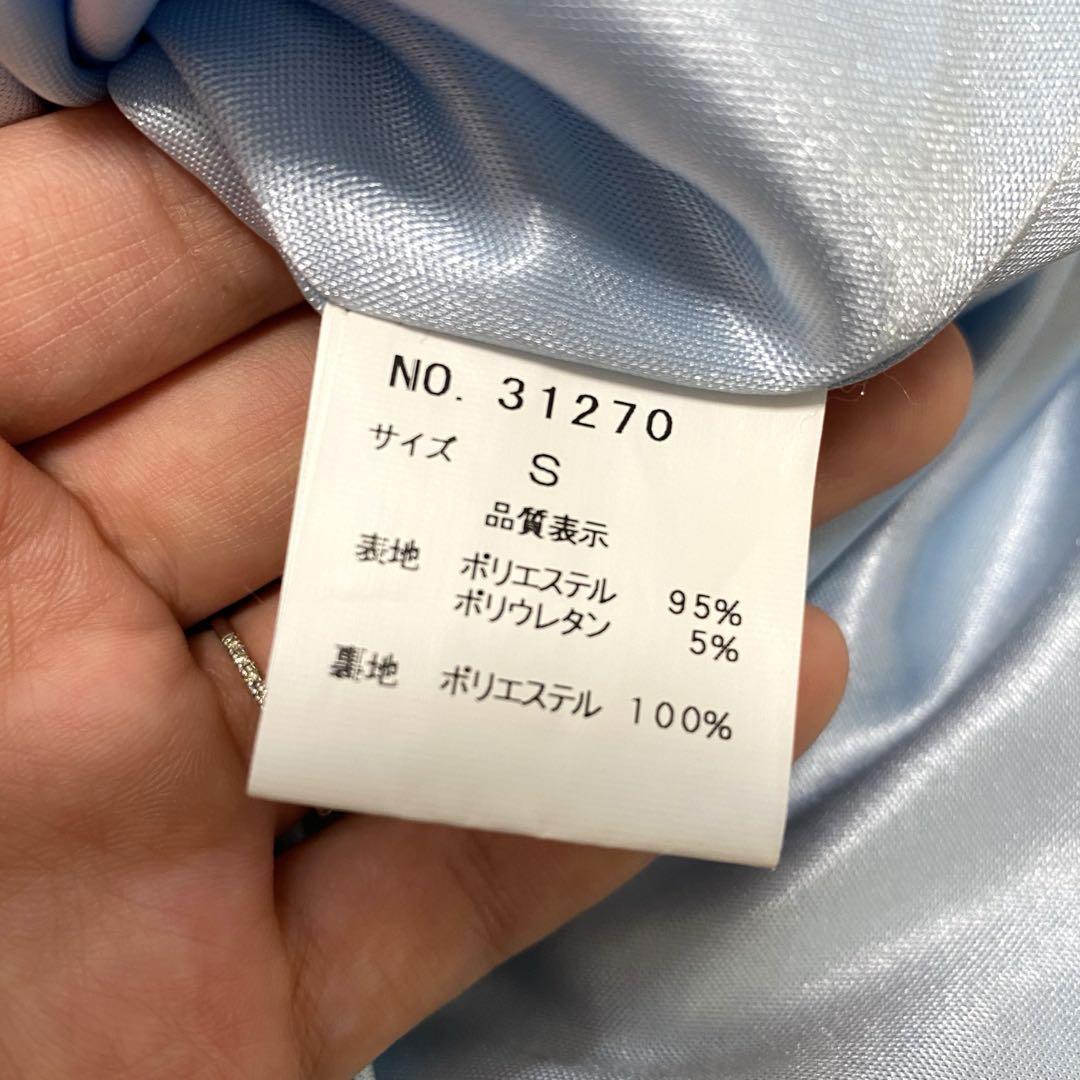 NO. 31270
サイズ S
品質表示
表地 ポリエステル 95%
ポリウレタン 5%
裏地 ポリエステル 100%